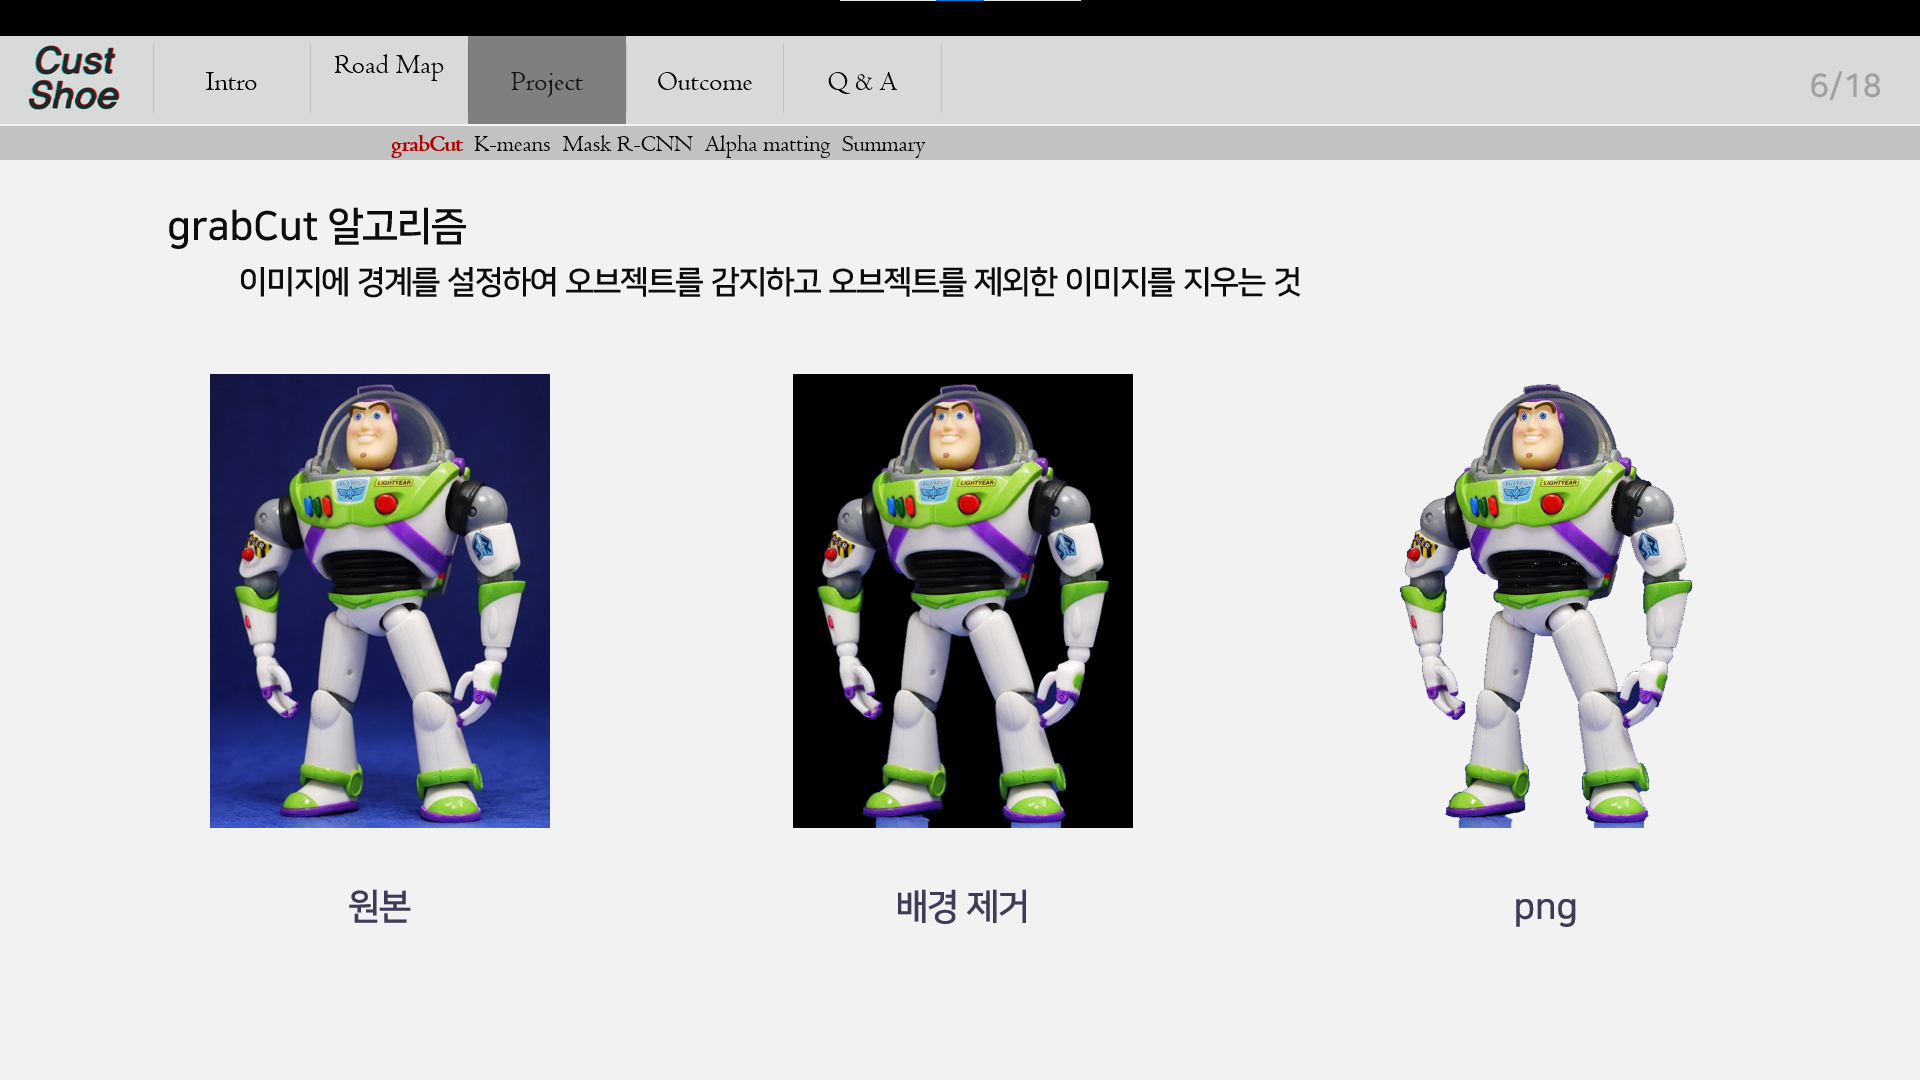 Cust
Shoe
Intro
Road Map
Project
Outcome
Q & A
6/18
grabCut K-means Mask R-CNN Alpha matting Summary
grabCut 알고리즘
이미지에 경계를 설정하여 오브젝트를 감지하고 오브젝트를 제외한 이미지를 지우는 것
LIGHTYEAR
LIGHTYEAR
LIGHTYEAR
원본
배경 제거
png